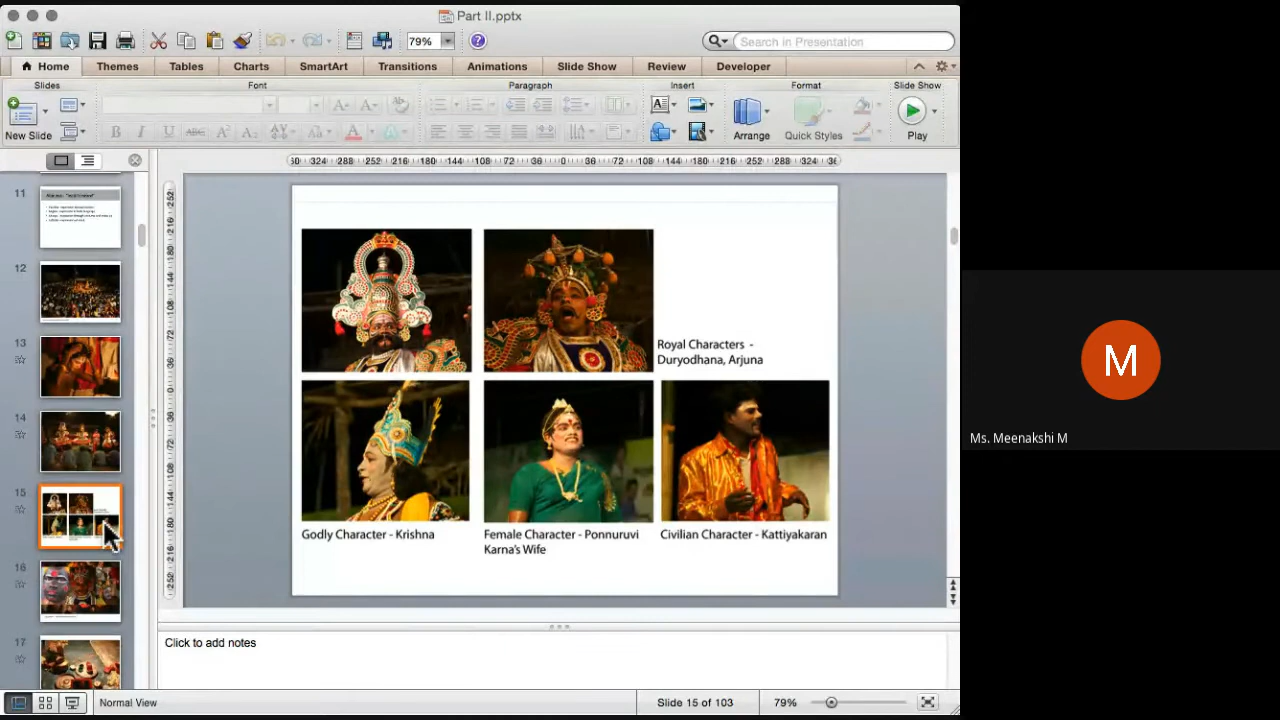 Part II.pptx
79%
Search in Presentation
Home Themes Tables Charts SmartArt Transitions Animations Slide Show Review Developer
Slides Font Paragraph Insert Format Slide Show
New Slide Arrange Quick Styles Play
11
12
13
14
15
16
17
Royal Characters -
Duryodhana, Arjuna
Godly Character - Krishna
Female Character - Ponnuruvi
Karna's Wife
Civilian Character - Kattiyakaran
Click to add notes
Normal View
Slide 15 of 103
79%
M
Ms. Meenakshi M